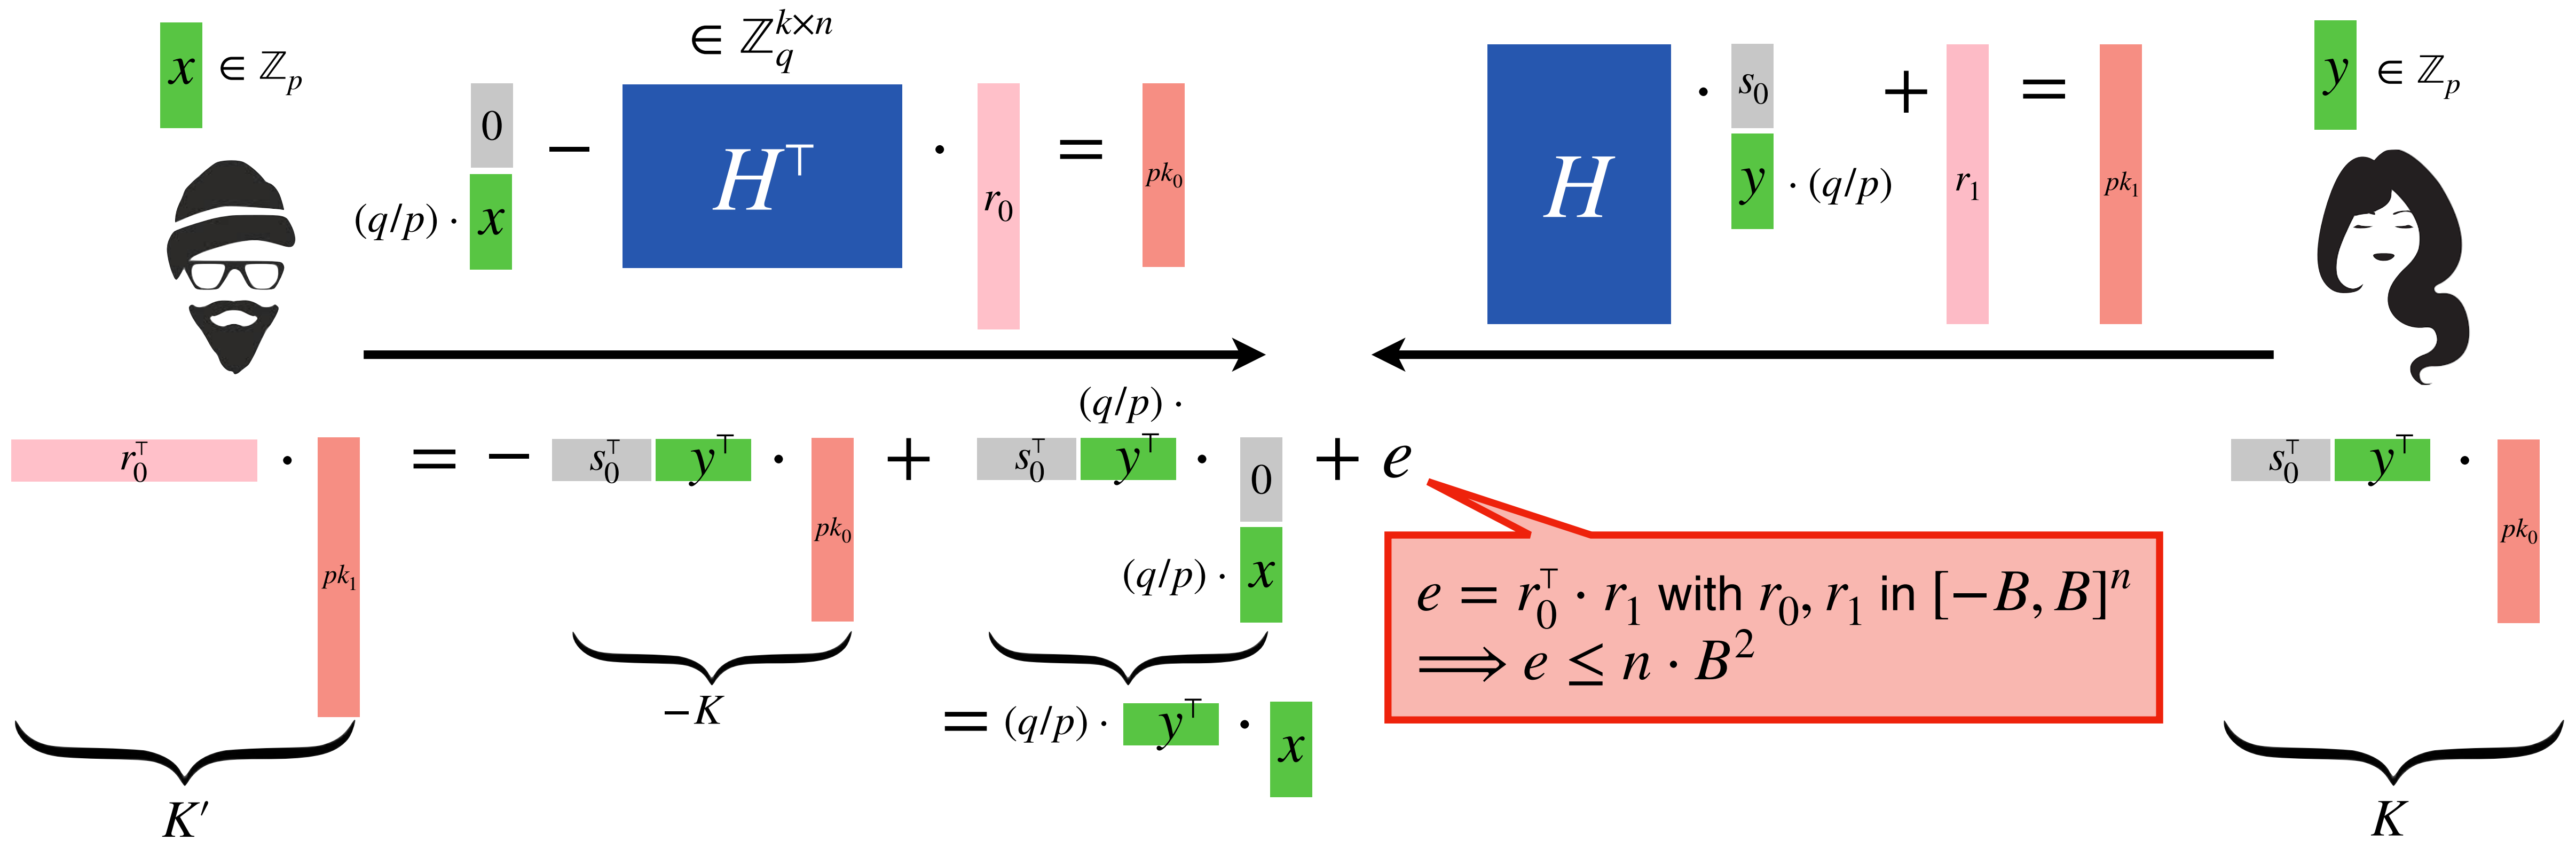 x ∈ ℤ_p
∈ ℤ_q^{k×n}
0
(q/p) · x − H^⊤ · r_0 = pk_0
H · s_0 + r_1 = pk_1
y · (q/p)
y ∈ ℤ_p
r_0^⊤ · pk_1 = − s_0^⊤ y^⊤ · pk_0 + (q/p) · s_0^⊤ y^⊤ · 0 + e
(q/p) · x
s_0^⊤ y^⊤ · pk_0
e = r_0^⊤ · r_1 with r_0, r_1 in [−B, B]^n
⟹ e ≤ n · B^2
−K
= (q/p) · y^⊤ · x
K′
K